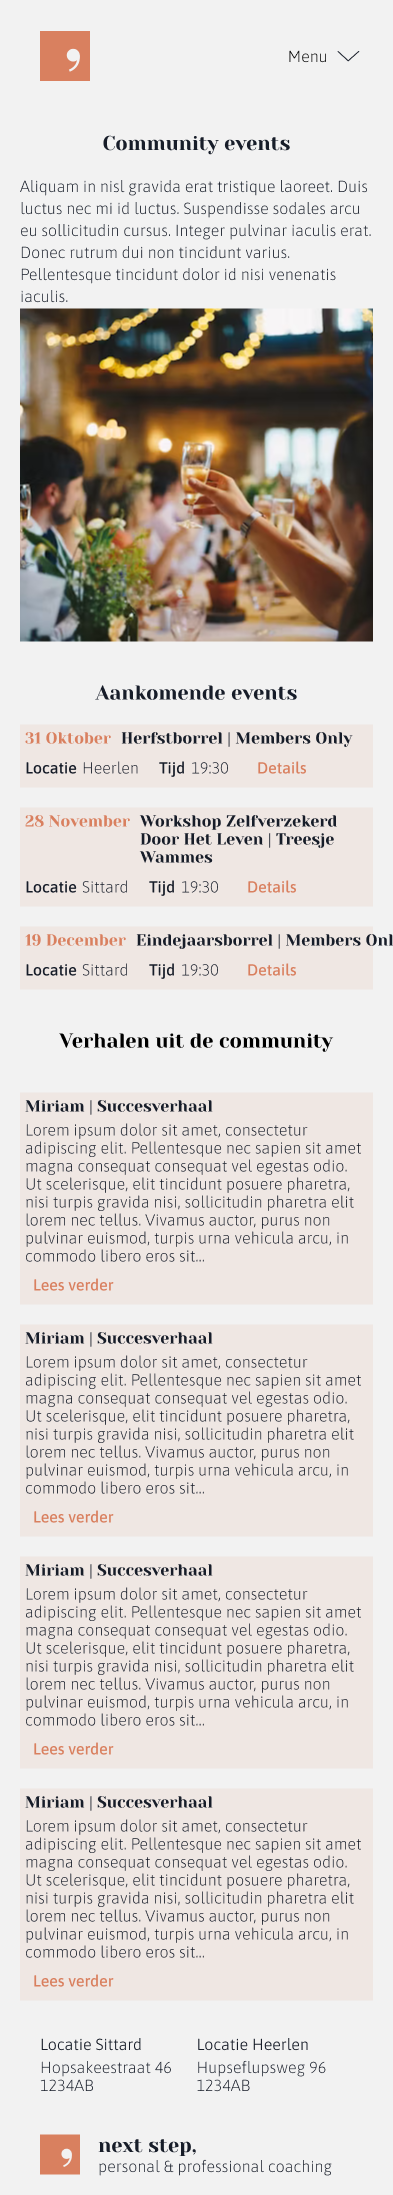 ,
Menu
Community events
Aliquam in nisl gravida erat tristique laoreet. Duis
luctus nec mi id luctus. Suspendisse sodales arcu
eu sollicitudin cursus. Integer pulvinar iaculis erat.
Donec rutrum dui non tincidunt varius.
Pellentesque tincidunt dolor id nisi venenatis
iaculis.
Aankomende events
31 Oktober Herfstborrel | Members Only
Locatie Heerlen Tijd 19:30 Details
28 November Workshop Zelfverzekerd
Door Het Leven | Treesje
Wammes
Locatie Sittard Tijd 19:30 Details
19 December Eindejaarsborrel | Members Onl
Locatie Sittard Tijd 19:30 Details
Verhalen uit de community
Miriam | Succesverhaal
Lorem ipsum dolor sit amet, consectetur
adipiscing elit. Pellentesque nec sapien sit amet
magna consequat consequat vel egestas odio.
Ut scelerisque, elit tincidunt posuere pharetra,
nisi turpis gravida nisi, sollicitudin pharetra elit
lorem nec tellus. Vivamus auctor, purus non
pulvinar euismod, turpis urna vehicula arcu, in
commodo libero eros sit...
Lees verder
Miriam | Succesverhaal
Lorem ipsum dolor sit amet, consectetur
adipiscing elit. Pellentesque nec sapien sit amet
magna consequat consequat vel egestas odio.
Ut scelerisque, elit tincidunt posuere pharetra,
nisi turpis gravida nisi, sollicitudin pharetra elit
lorem nec tellus. Vivamus auctor, purus non
pulvinar euismod, turpis urna vehicula arcu, in
commodo libero eros sit...
Lees verder
Miriam | Succesverhaal
Lorem ipsum dolor sit amet, consectetur
adipiscing elit. Pellentesque nec sapien sit amet
magna consequat consequat vel egestas odio.
Ut scelerisque, elit tincidunt posuere pharetra,
nisi turpis gravida nisi, sollicitudin pharetra elit
lorem nec tellus. Vivamus auctor, purus non
pulvinar euismod, turpis urna vehicula arcu, in
commodo libero eros sit...
Lees verder
Miriam | Succesverhaal
Lorem ipsum dolor sit amet, consectetur
adipiscing elit. Pellentesque nec sapien sit amet
magna consequat consequat vel egestas odio.
Ut scelerisque, elit tincidunt posuere pharetra,
nisi turpis gravida nisi, sollicitudin pharetra elit
lorem nec tellus. Vivamus auctor, purus non
pulvinar euismod, turpis urna vehicula arcu, in
commodo libero eros sit...
Lees verder
Locatie Sittard
Hopsakeestraat 46
1234AB
Locatie Heerlen
Hupseflupsweg 96
1234AB
,
next step,
personal & professional coaching